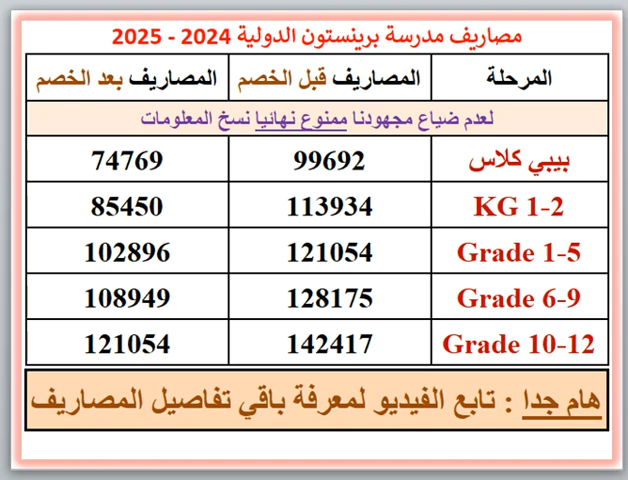 مصاريف مدرسة برينستون الدولية 2024 - 2025
المرحلة المصاريف قبل الخصم المصاريف بعد الخصم
لعدم ضياع مجهودنا ممنوع نهائيا نسخ المعلومات
بيبي كلاس 99692 74769
KG 1-2 113934 85450
Grade 1-5 121054 102896
Grade 6-9 128175 108949
Grade 10-12 142417 121054
هام جدا : تابع الفيديو لمعرفة باقي تفاصيل المصاريف